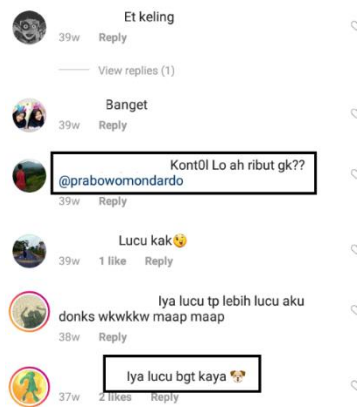 Et keling
39w Reply
View replies (1)
Banget
39w Reply
Kont0l Lo ah ribut gk??
@prabowomondardo
39w Reply
Lucu kak😯
39w 1 like Reply
Iya lucu tp lebih lucu aku
donks wkwkkw maap maap
38w Reply
Iya lucu bgt kaya 🐶
37w 2 likes Reply